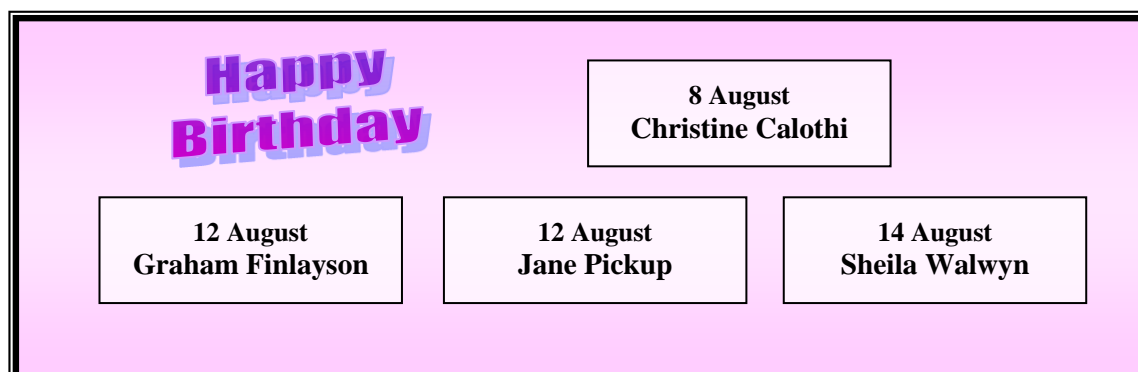 Happy
Birthday
8 August
Christine Calothi
12 August
Graham Finlayson
12 August
Jane Pickup
14 August
Sheila Walwyn